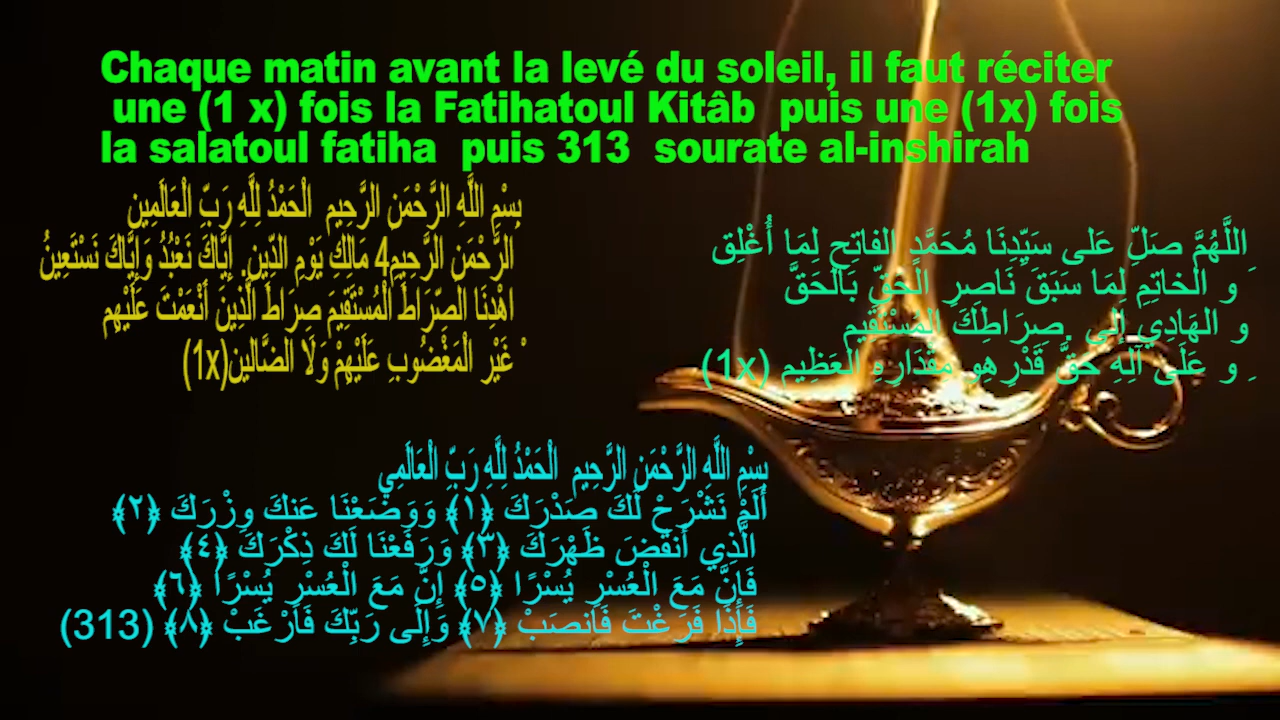 Chaque matin avant la levé du soleil, il faut réciter
une (1 x) fois la Fatihatoul Kitâb puis une (1x) fois
la salatoul fatiha puis 313 sourate al-inshirah
بِسْمِ اللَّهِ الرَّحْمَنِ الرَّحِيمِ الْحَمْدُ لِلَّهِ رَبِّ الْعَالَمِينِ
الرَّحْمَنِ الرَّحِيمِ4 مَالِكِ يَوْمِ الدِّينِ. إِيَّاكَ نَعْبُدُ وَإِيَّاكَ نَسْتَعِينُ
اهْدِنَا الصِّرَاطَ الْمُسْتَقِيمَ صِرَاطَ الَّذِينَ أَنْعَمْتَ عَلَيْهِم
ْ غَيْرِ الْمَغْضُوبِ عَلَيْهِمْ وَلَا الضَّالِّين(1x)
اللَّهُمَّ صَلِّ عَلى سَيِّدِنَا مُحَمَّدٍ الفاتِحِ لِمَا أُغْلِق
َ و الخاتِمِ لِمَا سَبَقَ نَاصِرِ الحَقِّ بَالحَقَّ
و الهَادِي إلى .صِرَاطِكَ المُسْتَقِيمِ
ِ و عَلَى آلِهِ حَقَّ قَدْرِهِو مِقْدَارِهِ العَظِيم (1x)
بِسْمِ اللَّهِ الرَّحْمَنِ الرَّحِيمِ الْحَمْدُ لِلَّهِ رَبِّ الْعَالَمِي
أَلَمْ نَشْرَحْ لَكَ صَدْرَكَ ﴿١﴾ وَوَضَعْنَا عَنكَ وِزْرَكَ ﴿٢﴾
الَّذِي أَنقَضَ ظَهْرَكَ ﴿٣﴾ وَرَفَعْنَا لَكَ ذِكْرَكَ ﴿٤﴾
فَإِنَّ مَعَ الْعُسْرِ يُسْرًا ﴿٥﴾ إِنَّ مَعَ الْعُسْرِ يُسْرًا ﴿٦﴾
فَإِذَا فَرَغْتَ فَانصَبْ ﴿٧﴾ وَإِلَى رَبِّكَ فَارْغَبْ ﴿٨﴾ (313)